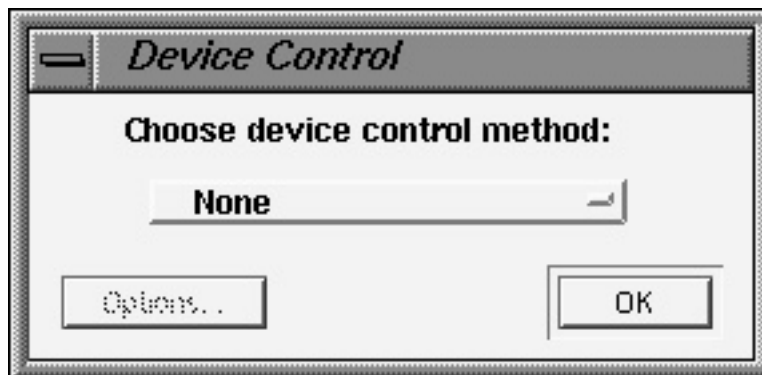 Device Control
Choose device control method:
None
Options...
OK